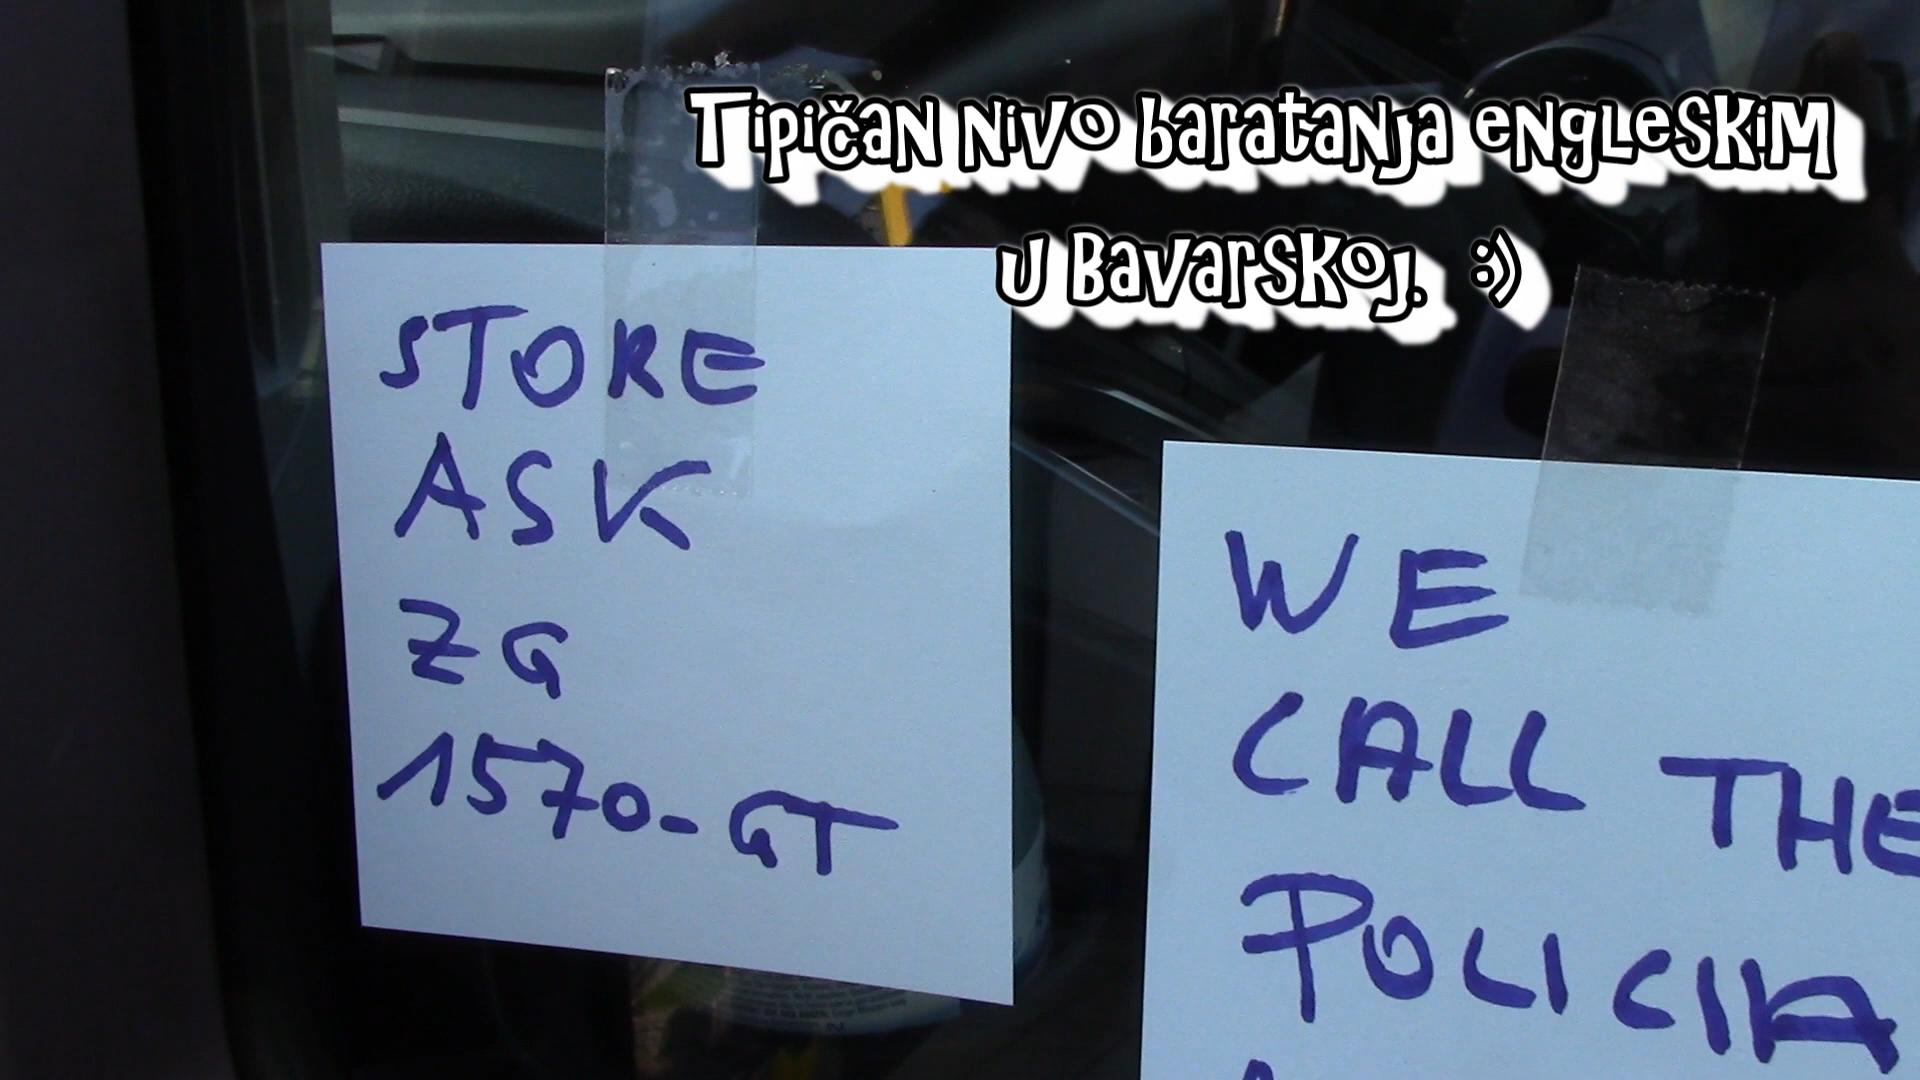 Tipičan nivo baratanja engleskim
u Bavarskoj. :)
STORE
ASK
ZG
1570-GT
WE
CALL THE
POLICIA